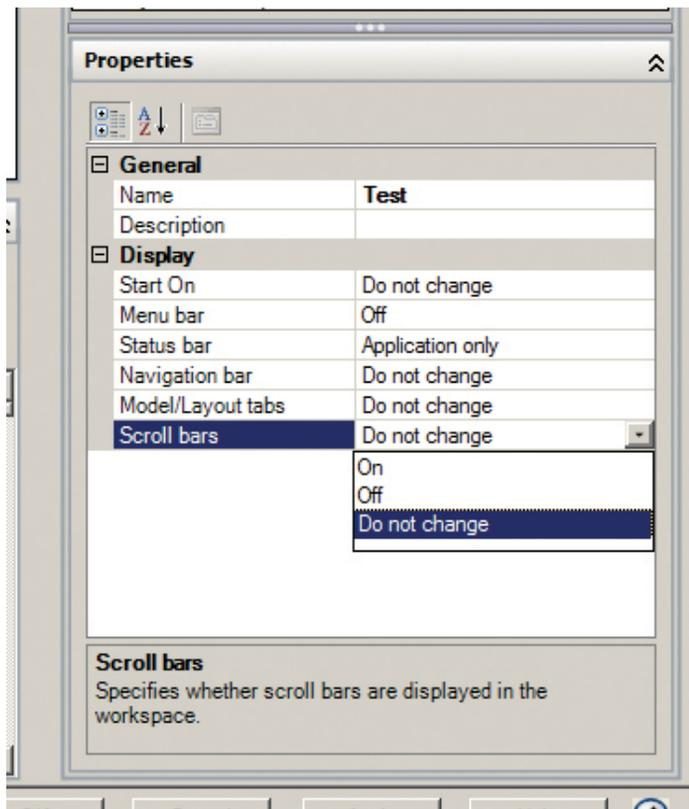 Properties
A
Z
General
Name Test
Description
Display
Start On Do not change
Menu bar Off
Status bar Application only
Navigation bar Do not change
Model/Layout tabs Do not change
Scroll bars Do not change
On
Off
Do not change
Scroll bars
Specifies whether scroll bars are displayed in the
workspace.